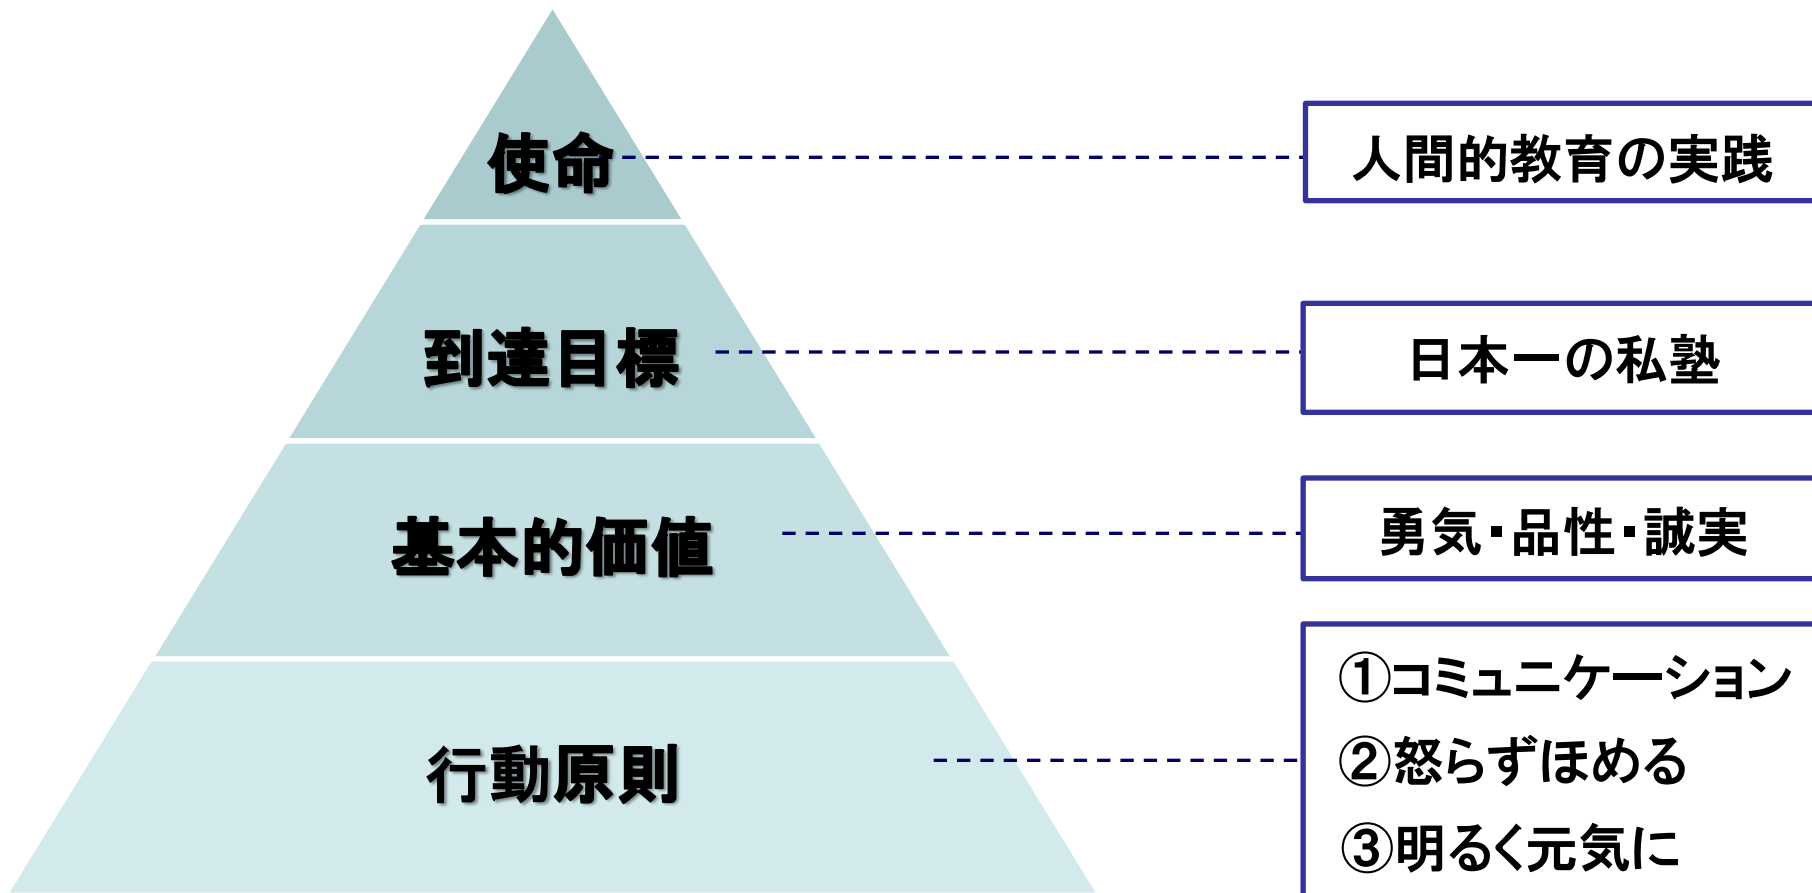 使命
人間的教育の実践
到達目標
日本一の私塾
基本的価値
勇気・品性・誠実
行動原則
①コミュニケーション
②怒らずほめる
③明るく元気に